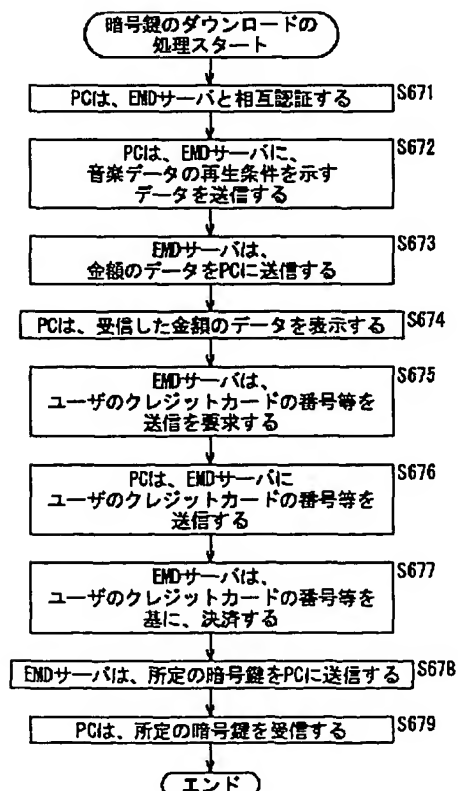 暗号鍵のダウンロードの
処理スタート
PCは、EMDサーバと相互認証する
S671
PCは、EMDサーバに、
音楽データの再生条件を示す
データを送信する
S672
EMDサーバは、
金額のデータをPCに送信する
S673
PCは、受信した金額のデータを表示する
S674
EMDサーバは、
ユーザのクレジットカードの番号等を
送信を要求する
S675
PCは、EMDサーバに
ユーザのクレジットカードの番号等を
送信する
S676
EMDサーバは、
ユーザのクレジットカードの番号等を
基に、決済する
S677
EMDサーバは、所定の暗号鍵をPCに送信する
S678
PCは、所定の暗号鍵を受信する
S679
エンド